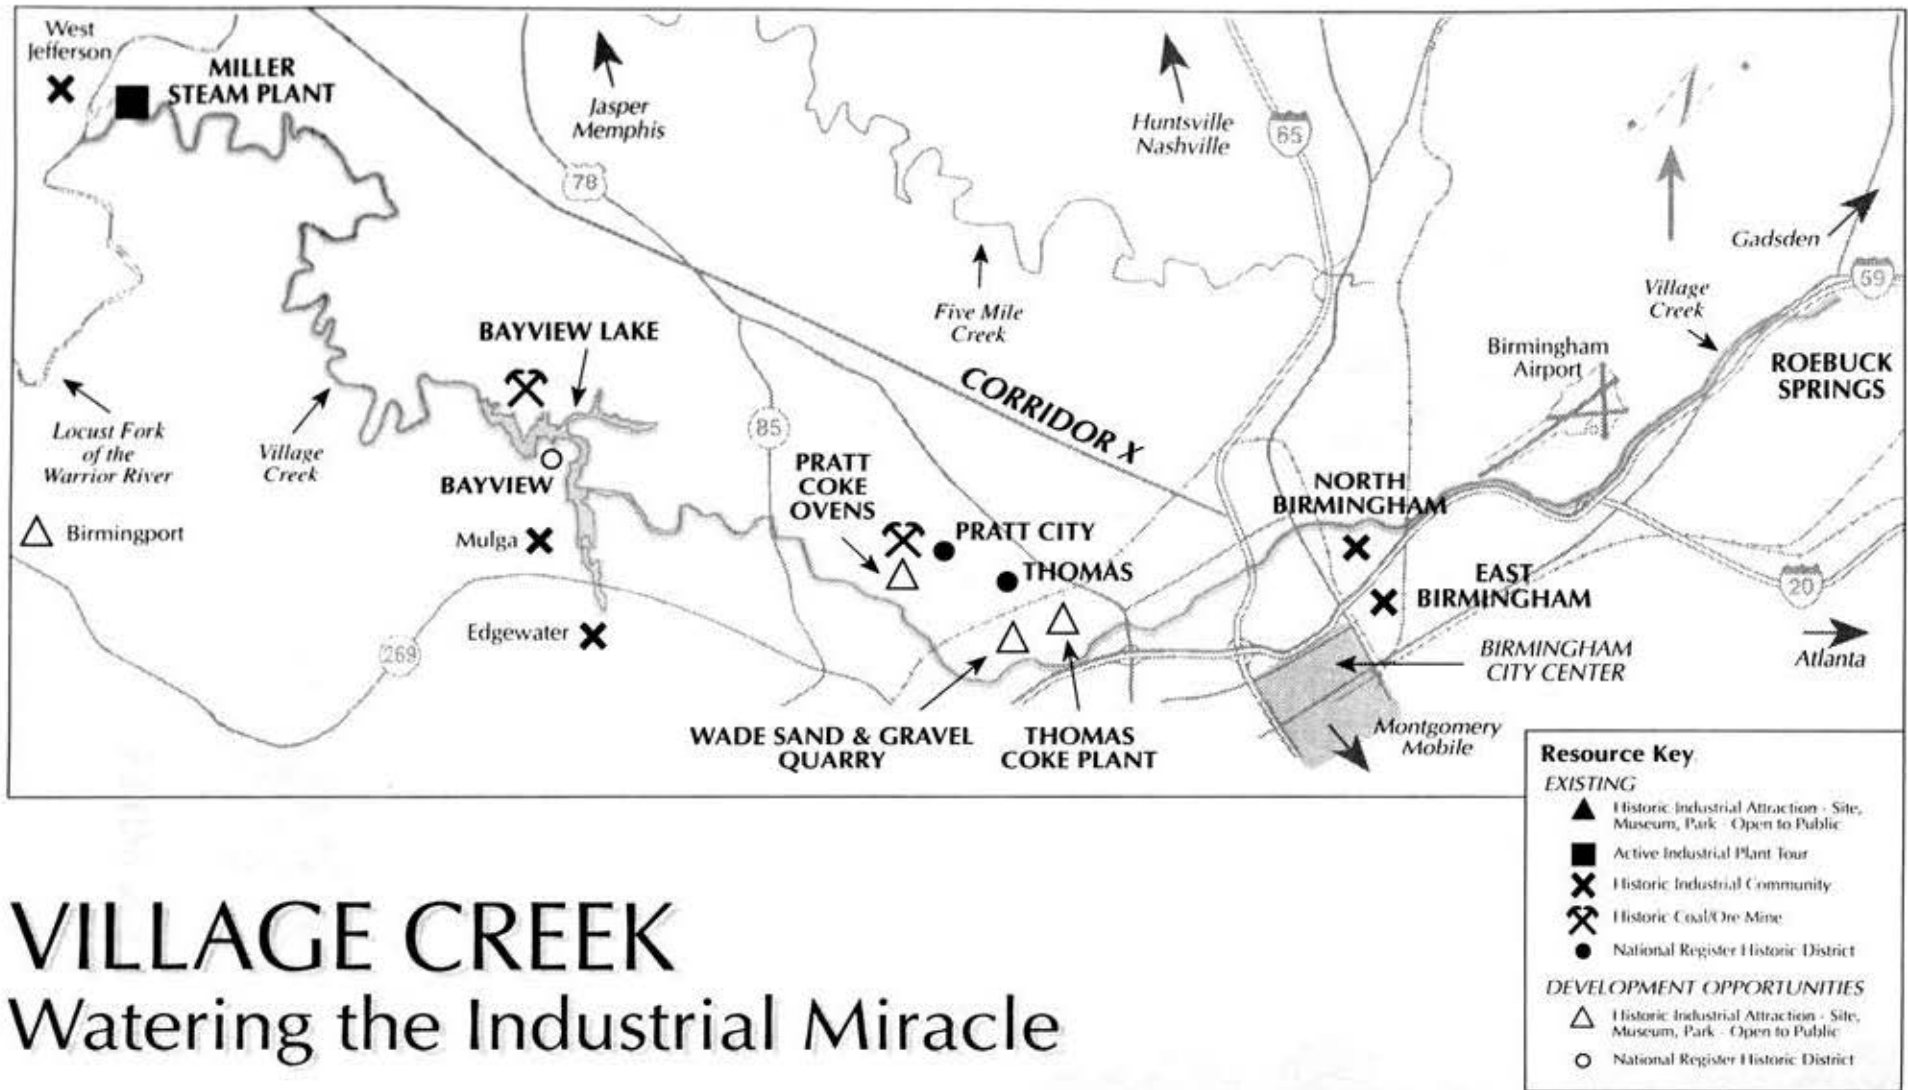 West
Jefferson
MILLER
STEAM PLANT
Jasper
Memphis
78
Huntsville
Nashville
65
Gadsden
59
Village
Creek
Five Mile
Creek
BAYVIEW LAKE
Birmingham
Airport
ROEBUCK
SPRINGS
CORRIDOR X
85
Locust Fork
of the
Warrior River
Village
Creek
BAYVIEW
PRATT
COKE
OVENS
NORTH
BIRMINGHAM
Birmingport
Mulga
PRATT CITY
THOMAS
EAST
BIRMINGHAM
20
Edgewater
269
BIRMINGHAM
CITY CENTER
Atlanta
WADE SAND & GRAVEL
QUARRY
THOMAS
COKE PLANT
Montgomery
Mobile
Resource Key
EXISTING
Historic Industrial Attraction - Site,
Museum, Park - Open to Public
Active Industrial Plant Tour
Historic Industrial Community
Historic Coal/Ore Mine
National Register Historic District
DEVELOPMENT OPPORTUNITIES
Historic Industrial Attraction - Site,
Museum, Park - Open to Public
National Register Historic District
VILLAGE CREEK
Watering the Industrial Miracle